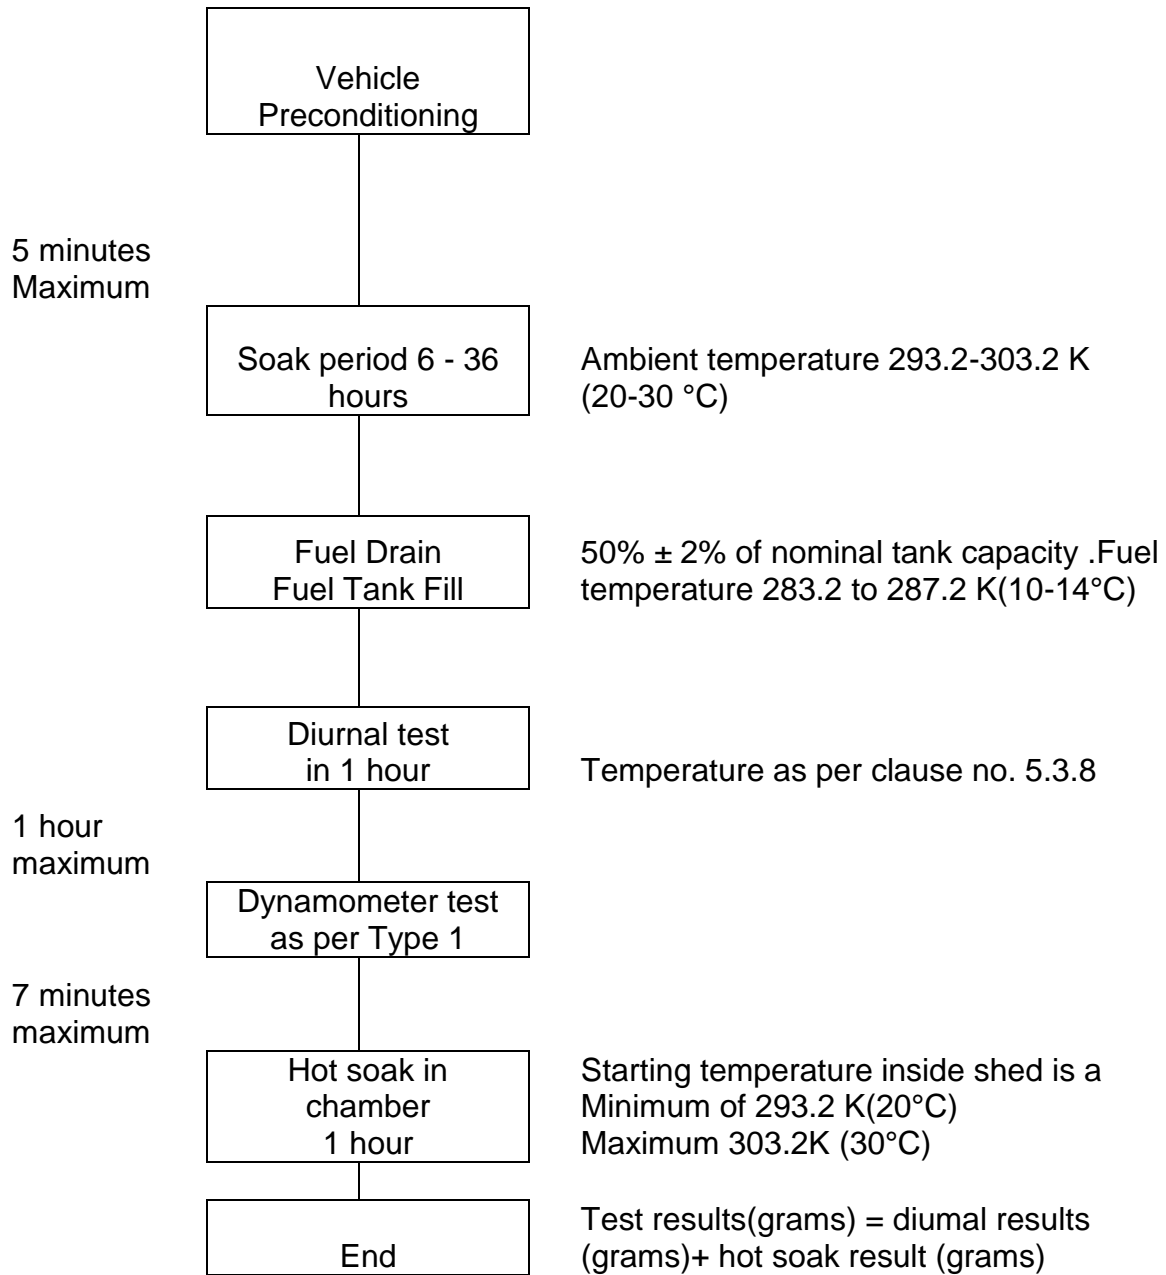 Vehicle
Preconditioning
5 minutes
Maximum
Soak period 6 - 36
hours
Ambient temperature 293.2-303.2 K
(20-30 °C)
Fuel Drain
Fuel Tank Fill
50% ± 2% of nominal tank capacity .Fuel
temperature 283.2 to 287.2 K(10-14°C)
Diurnal test
in 1 hour
Temperature as per clause no. 5.3.8
1 hour
maximum
Dynamometer test
as per Type 1
7 minutes
maximum
Hot soak in
chamber
1 hour
Starting temperature inside shed is a
Minimum of 293.2 K(20°C)
Maximum 303.2K (30°C)
End
Test results(grams) = diumal results
(grams)+ hot soak result (grams)